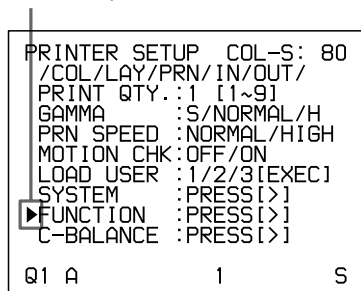 PRINTER SETUP COL-S: 80
/COL/LAY/PRN/IN/OUT/
PRINT QTY.:1 [1~9]
GAMMA :S/NORMAL/H
PRN SPEED :NORMAL/HIGH
MOTION CHK:OFF/ON
LOAD USER :1/2/3[EXEC]
SYSTEM :PRESS[>]
▶FUNCTION :PRESS[>]
C-BALANCE :PRESS[>]
Q1 A 1 S